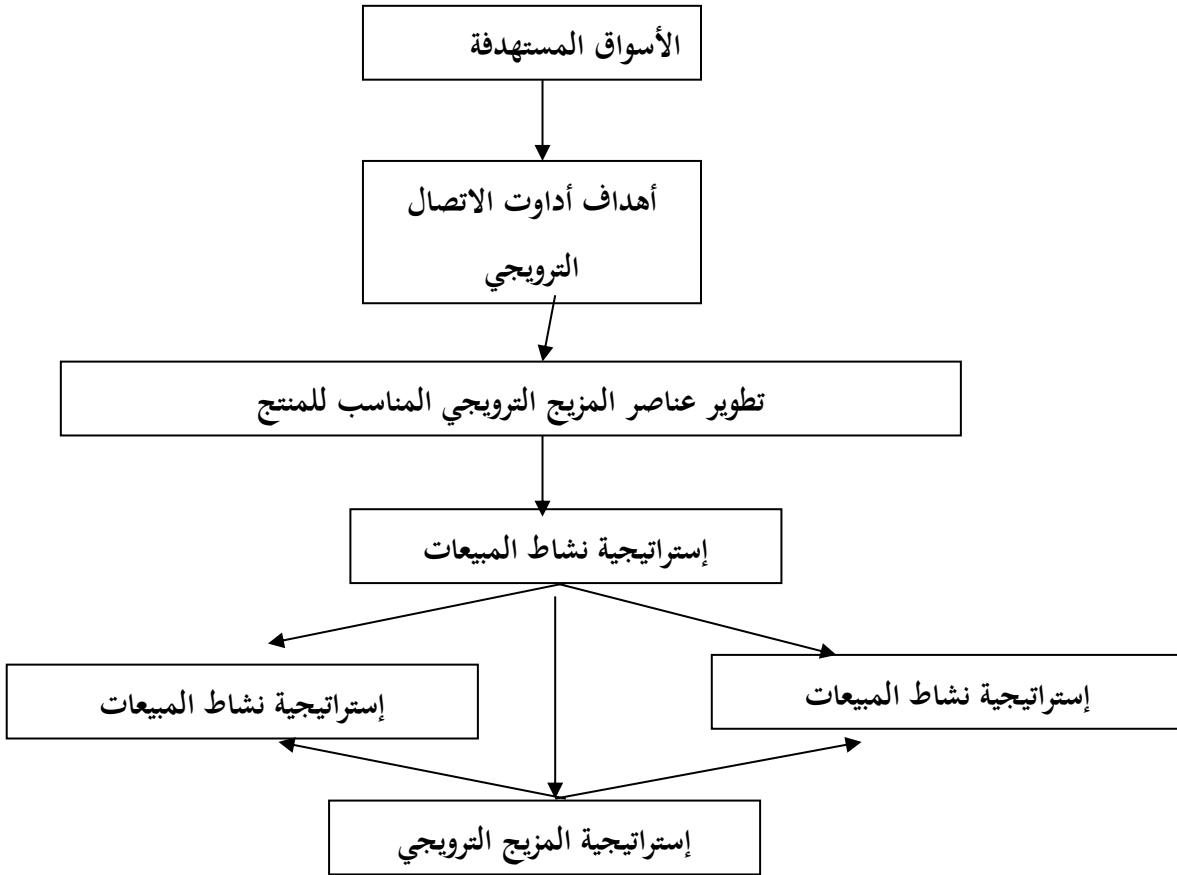 الأسواق المستهدفة
أهداف أداوت الاتصال
الترويجي
تطوير عناصر المزيج الترويجي المناسب للمنتج
إستراتيجية نشاط المبيعات
إستراتيجية نشاط المبيعات
إستراتيجية نشاط المبيعات
إستراتيجية المزيج الترويجي